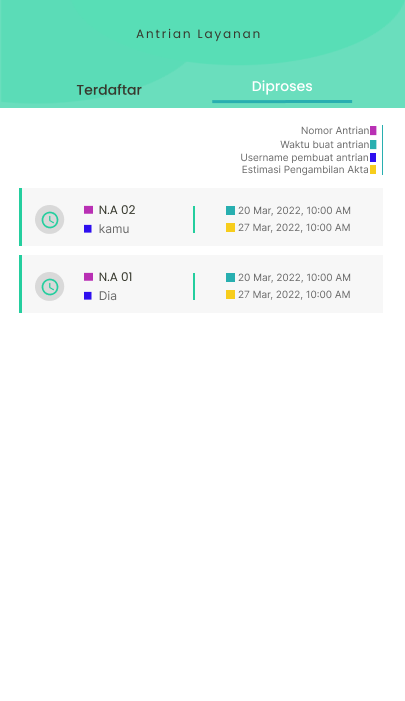 Antrian Layanan
Terdaftar
Diproses
Nomor Antrian
Waktu buat antrian
Username pembuat antrian
Estimasi Pengambilan Akta
N.A 02
kamu
20 Mar, 2022, 10:00 AM
27 Mar, 2022, 10:00 AM
N.A 01
Dia
20 Mar, 2022, 10:00 AM
27 Mar, 2022, 10:00 AM